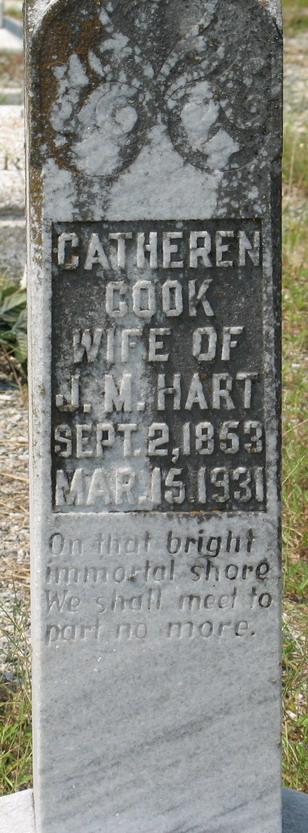 CATHEREN
COOK
WIFE OF
J. M. HART
SEPT. 2, 1853
MAR. 15. 1931
On that bright
immortal shore
We shall meet to
part no more.